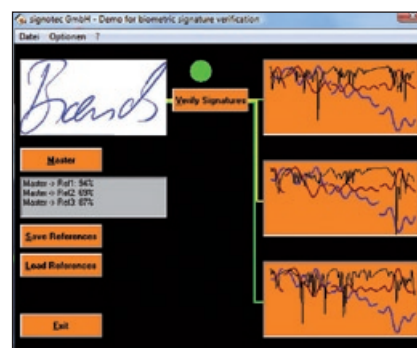 signotec GmbH - Demo for biometric signature verification
Datei Optionen ?
Verify Signatures
Master
Master -> Ref1: 94%
Master -> Ref2: 69%
Master -> Ref3: 87%
Save References
Load References
Exit